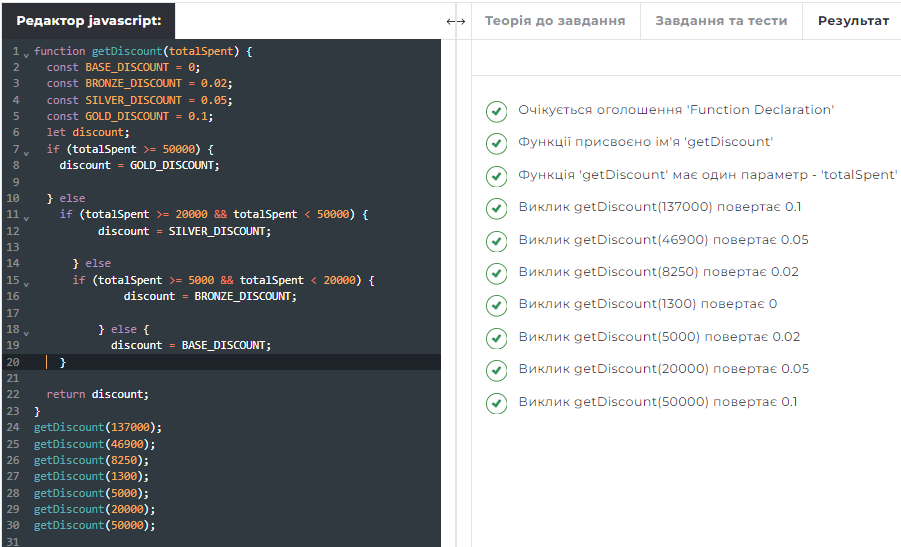 Редактор javascript:
Теорія до завдання
Завдання та тести
Результат
1 function getDiscount(totalSpent) {
2 const BASE_DISCOUNT = 0;
3 const BRONZE_DISCOUNT = 0.02;
4 const SILVER_DISCOUNT = 0.05;
5 const GOLD_DISCOUNT = 0.1;
6 let discount;
7 if (totalSpent >= 50000) {
8 discount = GOLD_DISCOUNT;
9
10 } else
11 if (totalSpent >= 20000 && totalSpent < 50000) {
12 discount = SILVER_DISCOUNT;
13
14 } else
15 if (totalSpent >= 5000 && totalSpent < 20000) {
16 discount = BRONZE_DISCOUNT;
17
18 } else {
19 discount = BASE_DISCOUNT;
20 }
21
22 return discount;
23 }
24 getDiscount(137000);
25 getDiscount(46900);
26 getDiscount(8250);
27 getDiscount(1300);
28 getDiscount(5000);
29 getDiscount(20000);
30 getDiscount(50000);
31
Очікується оголошення 'Function Declaration'
Функції присвоєно ім'я 'getDiscount'
Функція 'getDiscount' має один параметр - 'totalSpent'
Виклик getDiscount(137000) повертає 0.1
Виклик getDiscount(46900) повертає 0.05
Виклик getDiscount(8250) повертає 0.02
Виклик getDiscount(1300) повертає 0
Виклик getDiscount(5000) повертає 0.02
Виклик getDiscount(20000) повертає 0.05
Виклик getDiscount(50000) повертає 0.1